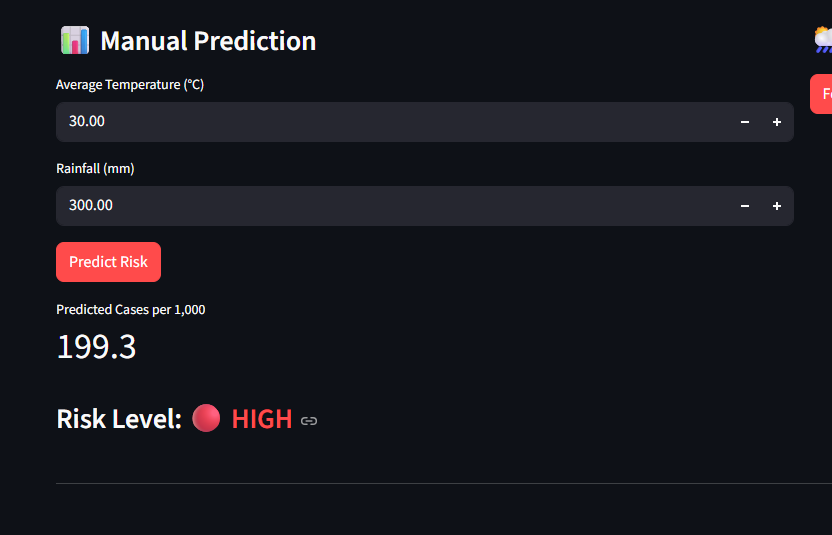 Manual Prediction
Average Temperature (°C)
30.00
Rainfall (mm)
300.00
Predict Risk
Predicted Cases per 1,000
199.3
Risk Level: HIGH